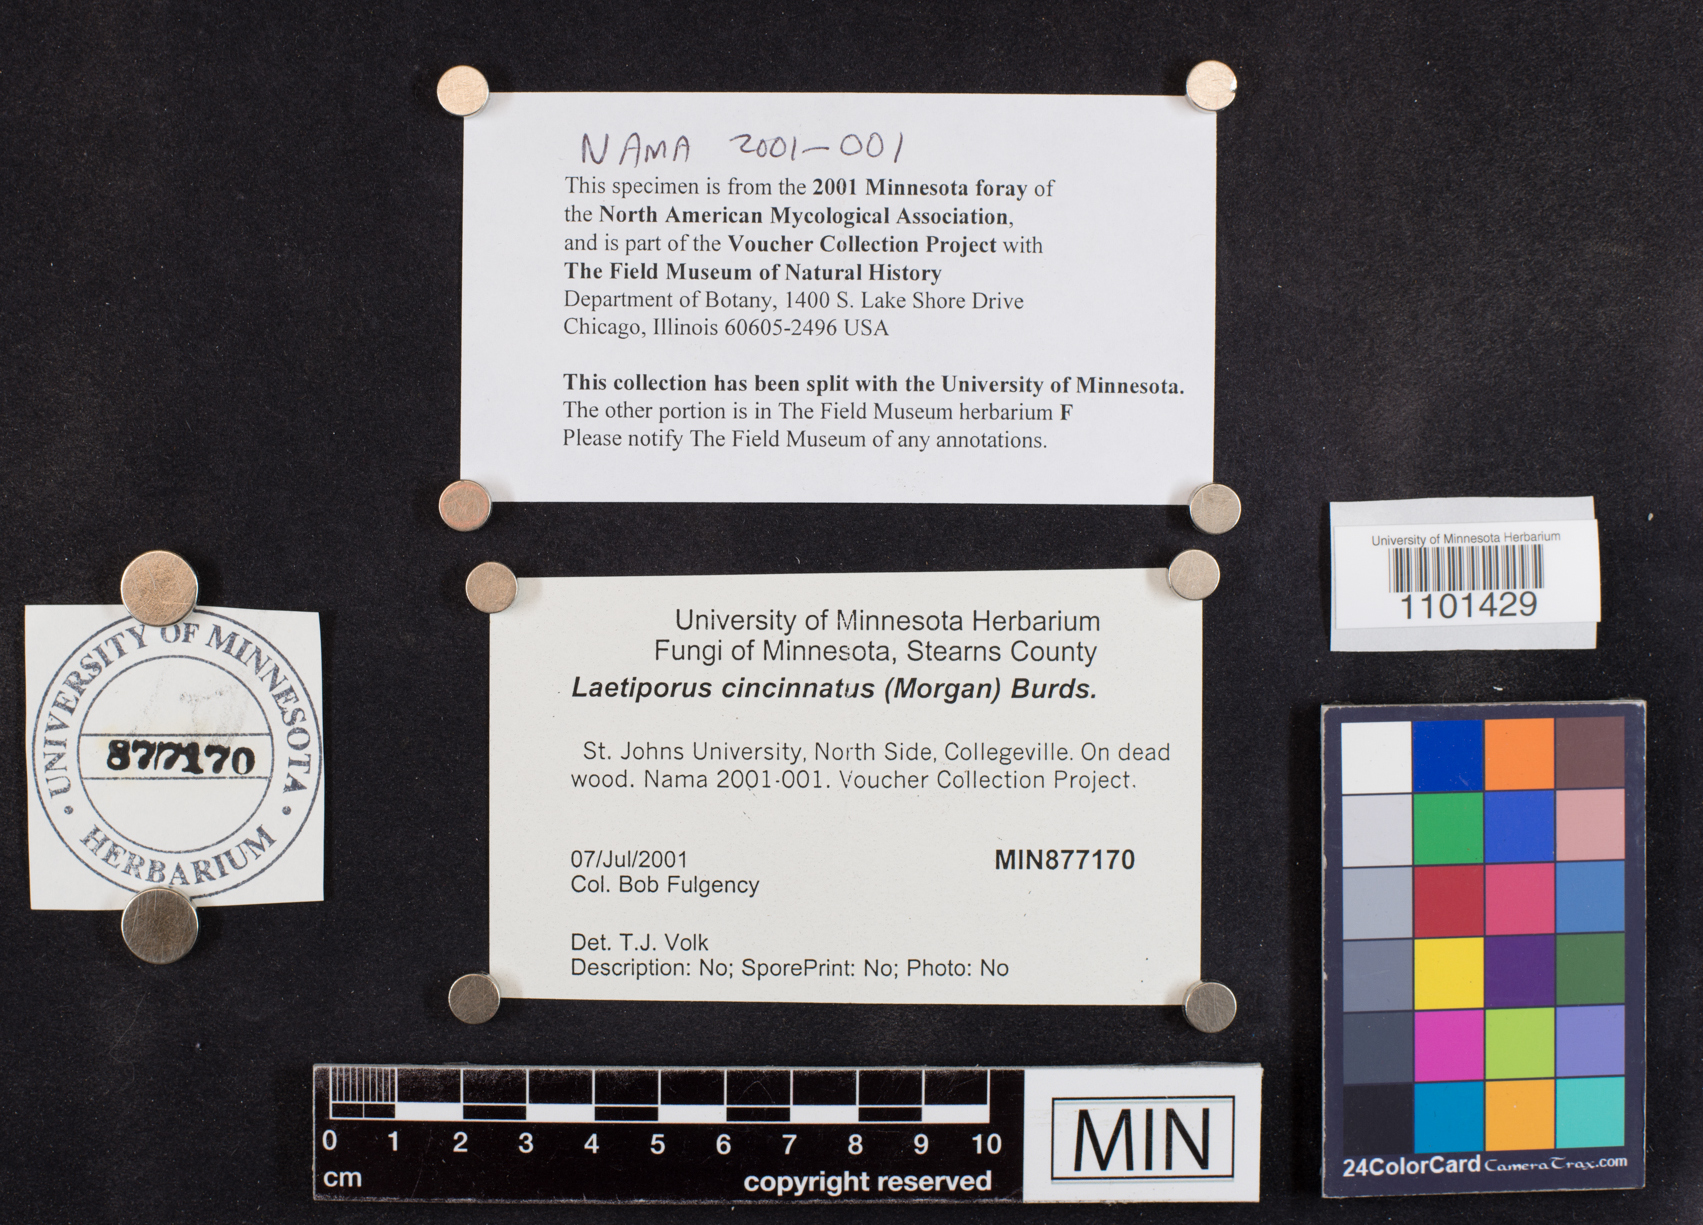 NAMA 2001-001
This specimen is from the 2001 Minnesota foray of
the North American Mycological Association,
and is part of the Voucher Collection Project with
The Field Museum of Natural History
Department of Botany, 1400 S. Lake Shore Drive
Chicago, Illinois 60605-2496 USA
This collection has been split with the University of Minnesota.
The other portion is in The Field Museum herbarium F
Please notify The Field Museum of any annotations.
University of Minnesota Herbarium
1101429
UNIVERSITY OF MINNESOTA
877170
HERBARIUM
University of Minnesota Herbarium
Fungi of Minnesota, Stearns County
Laetiporus cincinnatus (Morgan) Burds.
St. Johns University, North Side, Collegeville. On dead
wood. Nama 2001-001. Voucher Collection Project.
07/Jul/2001
MIN877170
Col. Bob Fulgency
Det. T.J. Volk
Description: No; SporePrint: No; Photo: No
0 1 2 3 4 5 6 7 8 9 10
cm
copyright reserved
MIN
24ColorCard CameraTrax.com